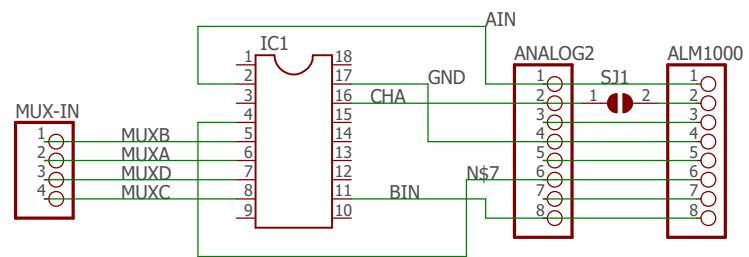 AIN
IC1
ANALOG2
ALM1000
1 18
2 17 GND
3 16 CHA
4 15
5 14
6 13
7 12
8 11 BIN
9 10
MUX-IN
1 MUXB
2 MUXA
3 MUXD
4 MUXC
N$7
1
2
3
4
5
6
7
8
SJ1
1 2
1
2
3
4
5
6
7
8